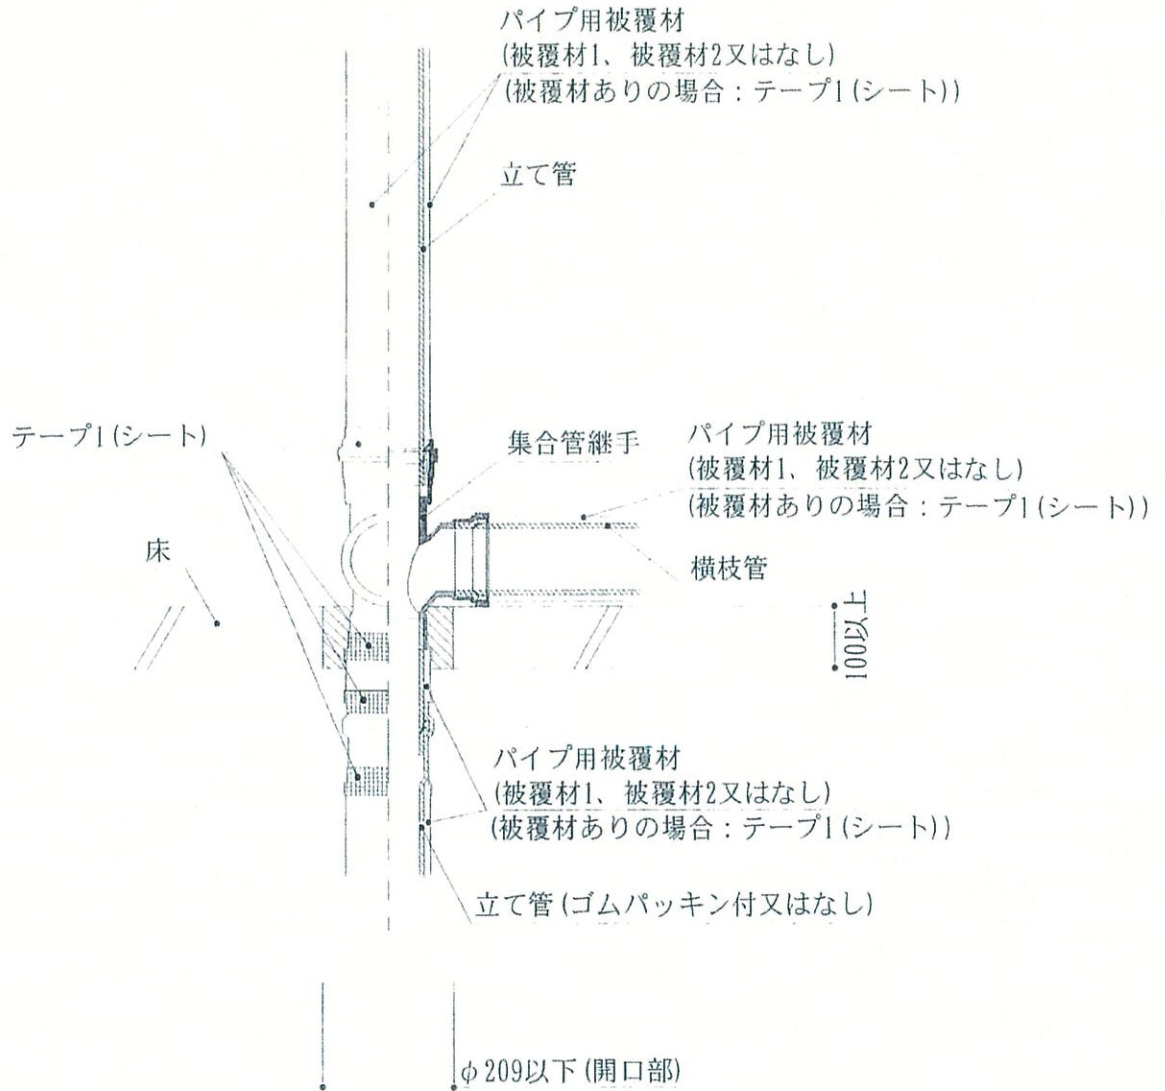 パイプ用被覆材
(被覆材1、被覆材2又はなし)
(被覆材ありの場合：テープ1(シート))
立て管
テープ1(シート)
集合管継手
パイプ用被覆材
(被覆材1、被覆材2又はなし)
(被覆材ありの場合：テープ1(シート))
床
横枝管
100以上
パイプ用被覆材
(被覆材1、被覆材2又はなし)
(被覆材ありの場合：テープ1(シート))
立て管(ゴムパッキン付又はなし)
φ209以下(開口部)